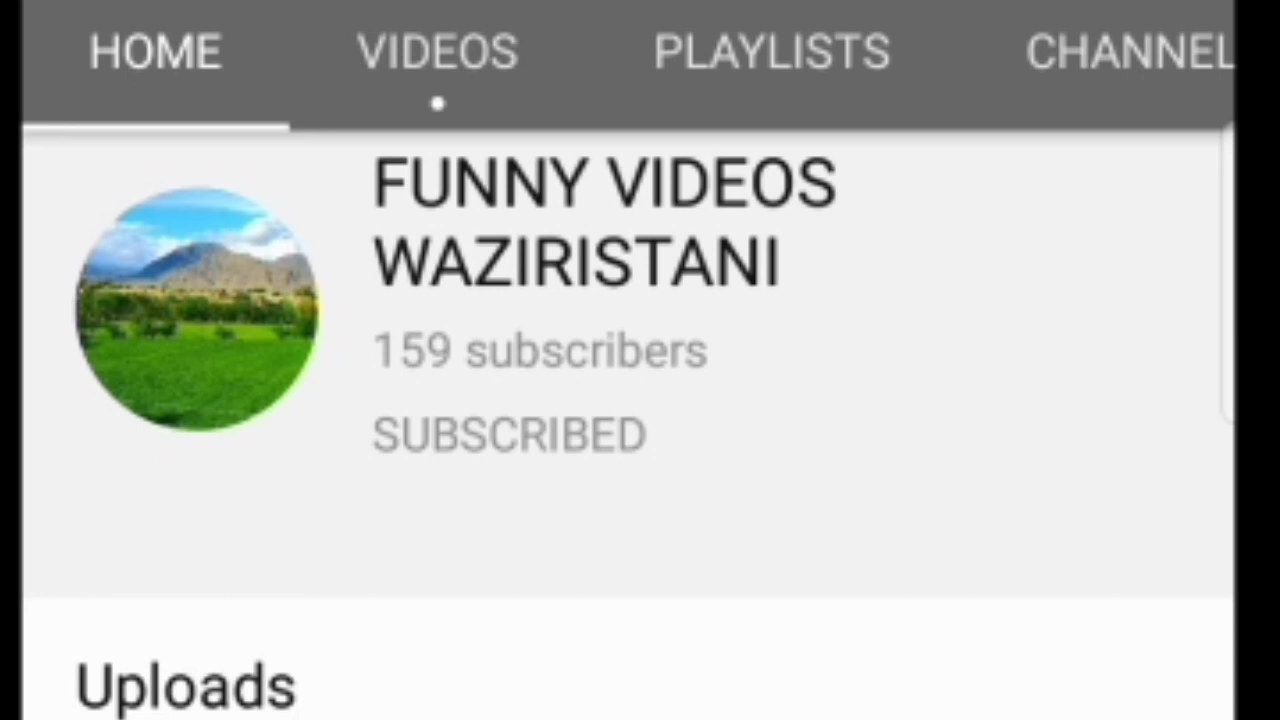 HOME VIDEOS PLAYLISTS CHANNEL
FUNNY VIDEOS
WAZIRISTANI
159 subscribers
SUBSCRIBED
Uploads